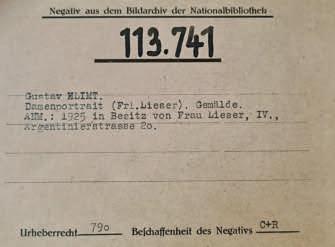 Negativ aus dem Bildarchiv der Nationalbibliothek
113.741
Gustav KLIMT.
Damenportrait (Frl.Lieser). Gemälde.
ANM.: 1925 in Besitz von Frau Lieser, IV.,
Argentinierstrasse 20.
Urheberrecht 790 Beschaffenheit des Negativs C+R